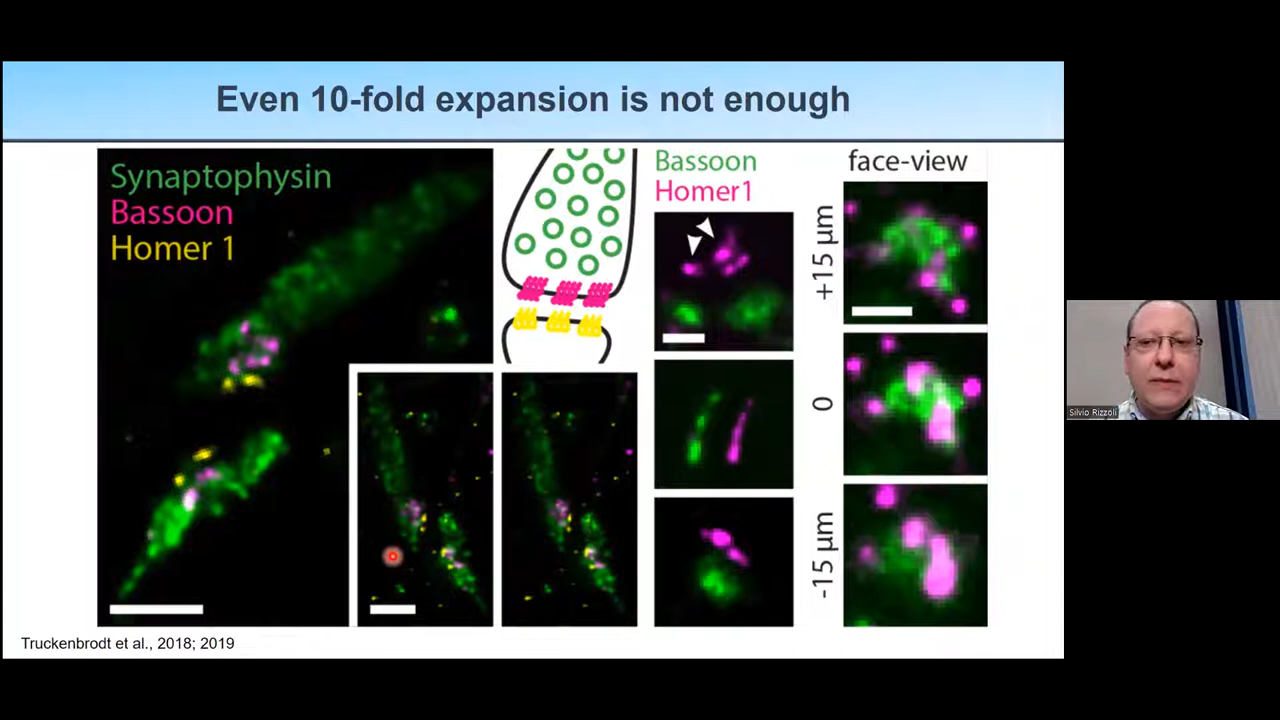 Even 10-fold expansion is not enough
Synaptophysin
Bassoon
Homer 1
Bassoon
Homer1
face-view
+15 μm
0
-15 μm
Truckenbrodt et al., 2018; 2019
Silvio Rizzoli